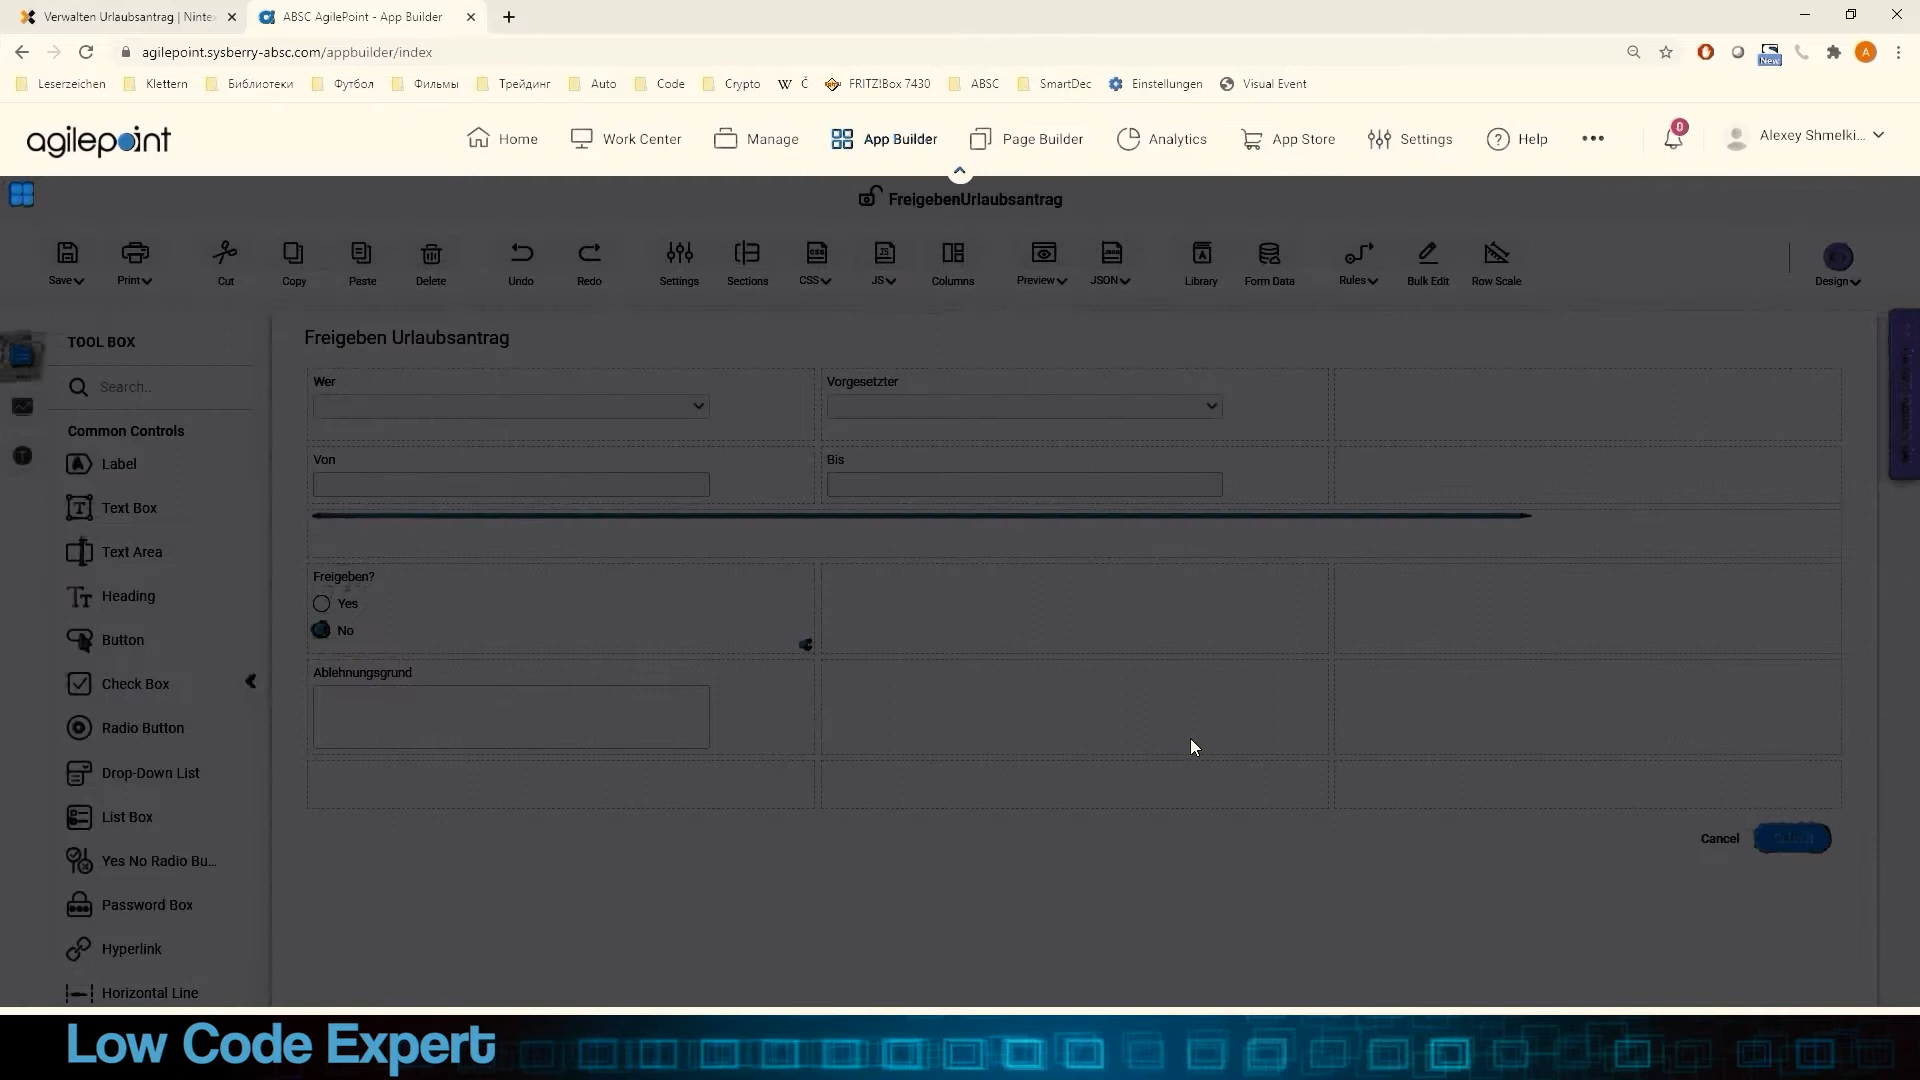 Verwalten Urlaubsantrag | Ninte
ABSC AgilePoint - App Builder
agilepoint.sysberry-absc.com/appbuilder/index
New
A
Leserzeichen
Klettern
Библиотеки
Футбол
Фильмы
Трейдинг
Auto
Code
Crypto
W Č
FRITZ!Box 7430
ABSC
SmartDec
Einstellungen
Visual Event
agilepoint
Home
Work Center
Manage
App Builder
Page Builder
Analytics
App Store
Settings
Help
0
Alexey Shmelki...
FreigebenUrlaubsantrag
Save
Print
Cut
Copy
Paste
Delete
Undo
Redo
Settings
Sections
CSS
JS
Columns
Preview
JSON
Library
Form Data
Rules
Bulk Edit
Row Scale
Design
TOOL BOX
Search..
Common Controls
Label
Text Box
Text Area
Heading
Button
Check Box
Radio Button
Drop-Down List
List Box
Yes No Radio Bu...
Password Box
Hyperlink
Horizontal Line
Freigeben Urlaubsantrag
Wer
Vorgesetzter
Von
Bis
Freigeben?
Yes
No
Ablehnungsgrund
Cancel
Low Code Expert